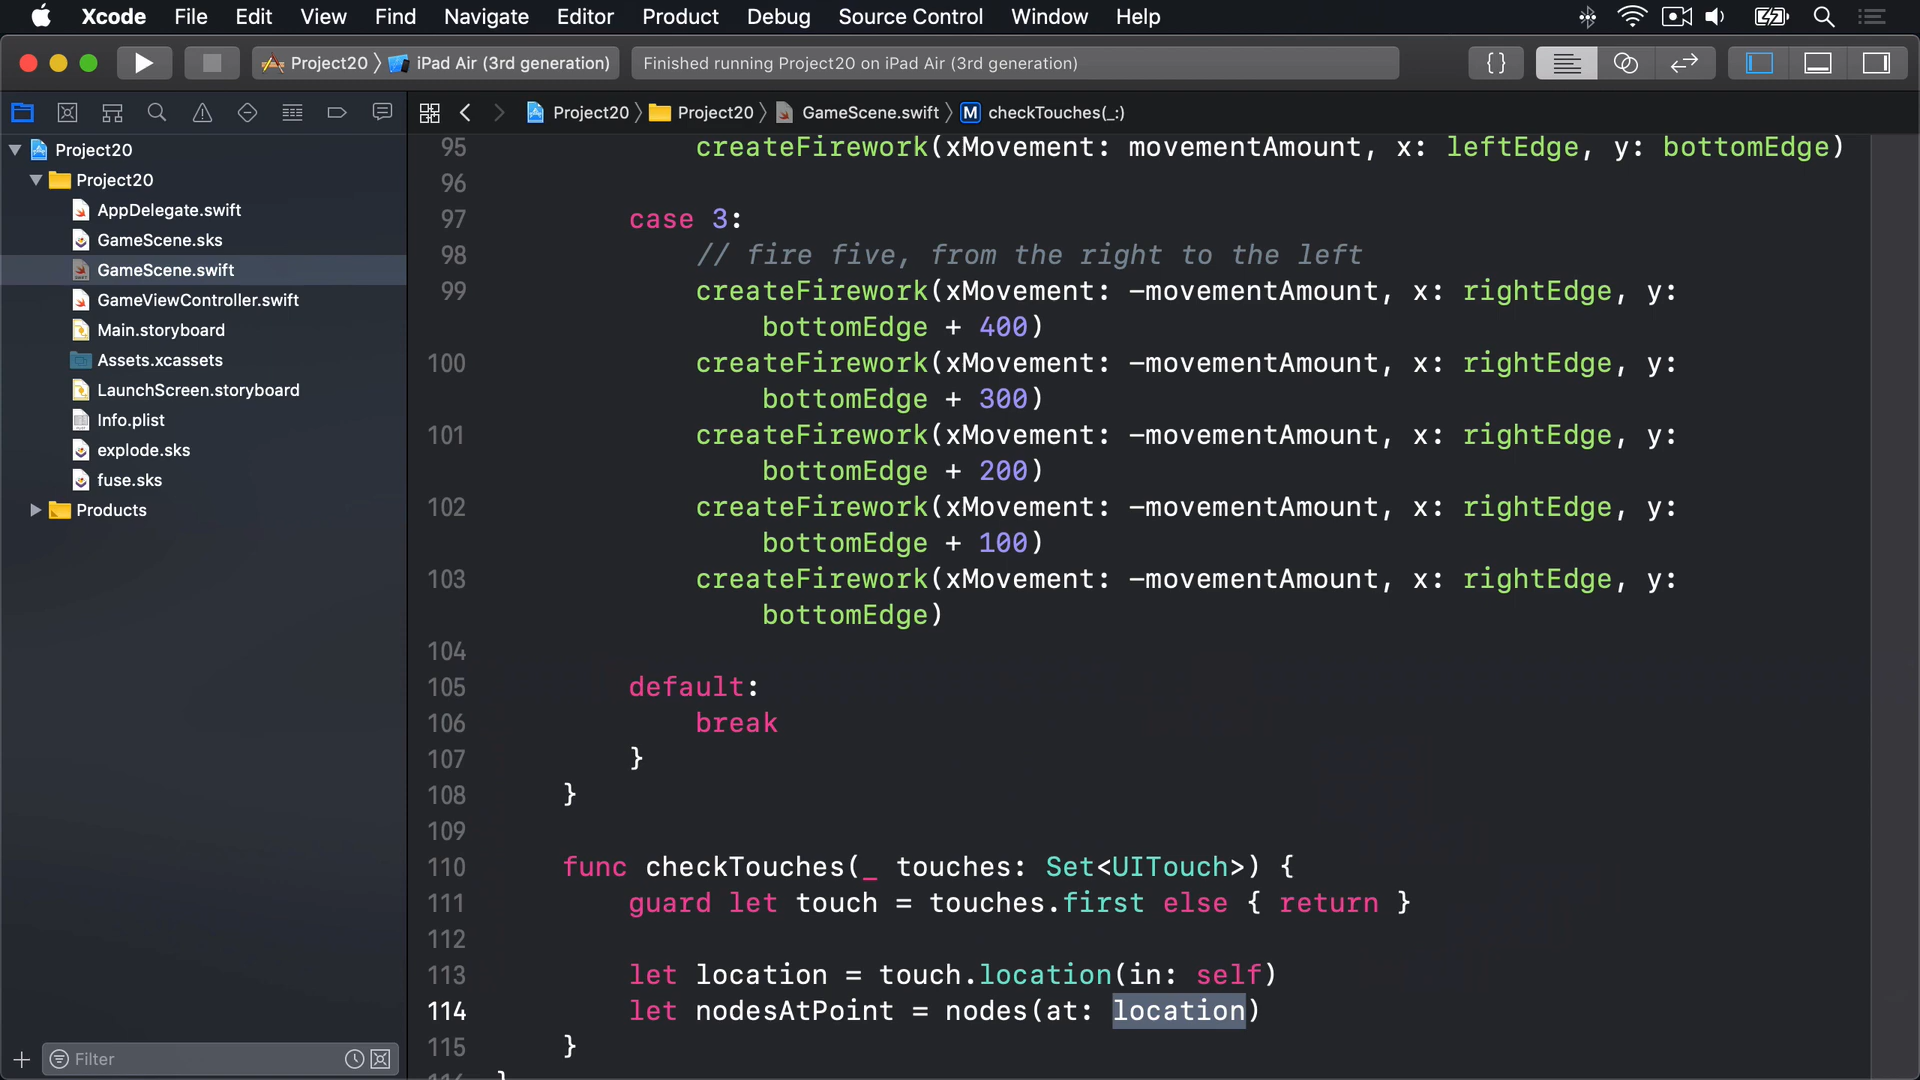 Xcode File Edit View Find Navigate Editor Product Debug Source Control Window Help
Project20 iPad Air (3rd generation) Finished running Project20 on iPad Air (3rd generation) {}
Project20 Project20 GameScene.swift M checkTouches(_:)
Project20
Project20
AppDelegate.swift
GameScene.sks
GameScene.swift
GameViewController.swift
Main.storyboard
Assets.xcassets
LaunchScreen.storyboard
Info.plist
explode.sks
fuse.sks
Products
Filter
95 createFirework(xMovement: movementAmount, x: leftEdge, y: bottomEdge)
96
97 case 3:
98 // fire five, from the right to the left
99 createFirework(xMovement: -movementAmount, x: rightEdge, y:
bottomEdge + 400)
100 createFirework(xMovement: -movementAmount, x: rightEdge, y:
bottomEdge + 300)
101 createFirework(xMovement: -movementAmount, x: rightEdge, y:
bottomEdge + 200)
102 createFirework(xMovement: -movementAmount, x: rightEdge, y:
bottomEdge + 100)
103 createFirework(xMovement: -movementAmount, x: rightEdge, y:
bottomEdge)
104
105 default:
106 break
107 }
108 }
109
110 func checkTouches(_ touches: Set<UITouch>) {
111 guard let touch = touches.first else { return }
112
113 let location = touch.location(in: self)
114 let nodesAtPoint = nodes(at: location)
115 }